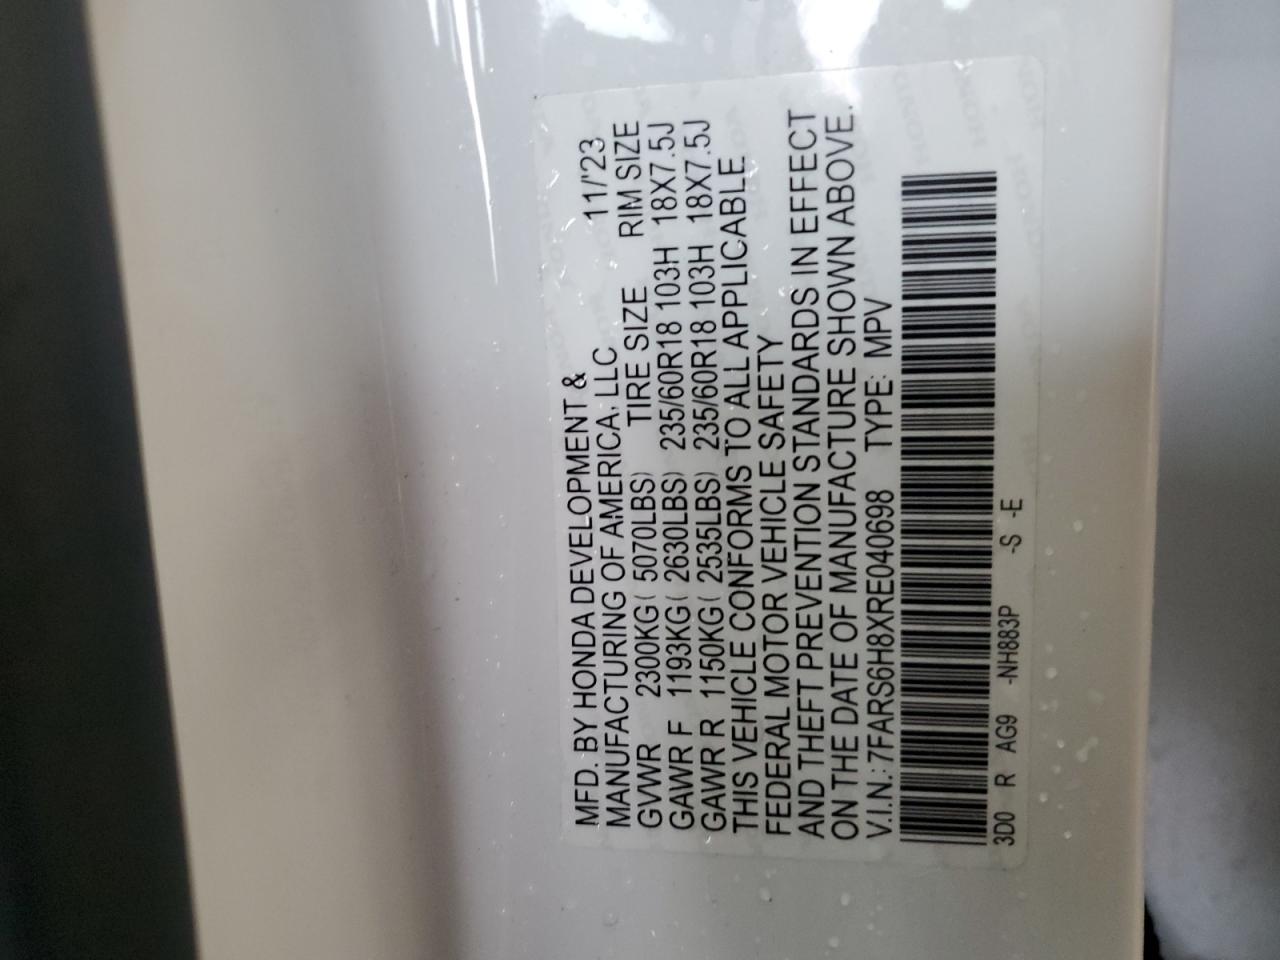 MFD. BY HONDA DEVELOPMENT &
MANUFACTURING OF AMERICA, LLC 11/'23
GVWR 2300KG( 5070LBS) TIRE SIZE RIM SIZE
GAWR F 1193KG( 2630LBS) 235/60R18 103H 18X7.5J
GAWR R 1150KG( 2535LBS) 235/60R18 103H 18X7.5J
THIS VEHICLE CONFORMS TO ALL APPLICABLE
FEDERAL MOTOR VEHICLE SAFETY
AND THEFT PREVENTION STANDARDS IN EFFECT
ON THE DATE OF MANUFACTURE SHOWN ABOVE.
V.I.N.: 7FARS6H8XRE040698 TYPE: MPV
3D0 R AG9 -NH883P -S -E